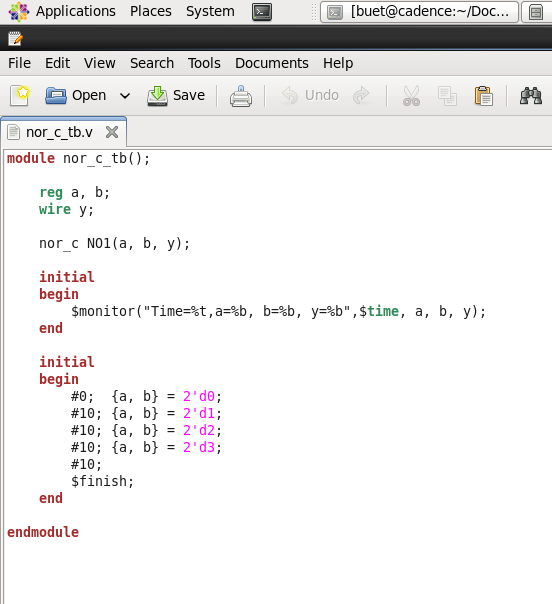 Applications Places System [buet@cadence:~/Doc...
File Edit View Search Tools Documents Help
Open Save Undo
nor_c_tb.v
module nor_c_tb();
reg a, b;
wire y;
nor_c NO1(a, b, y);
initial
begin
$monitor("Time=%t,a=%b, b=%b, y=%b",$time, a, b, y);
end
initial
begin
#0; {a, b} = 2'd0;
#10; {a, b} = 2'd1;
#10; {a, b} = 2'd2;
#10; {a, b} = 2'd3;
#10;
$finish;
end
endmodule